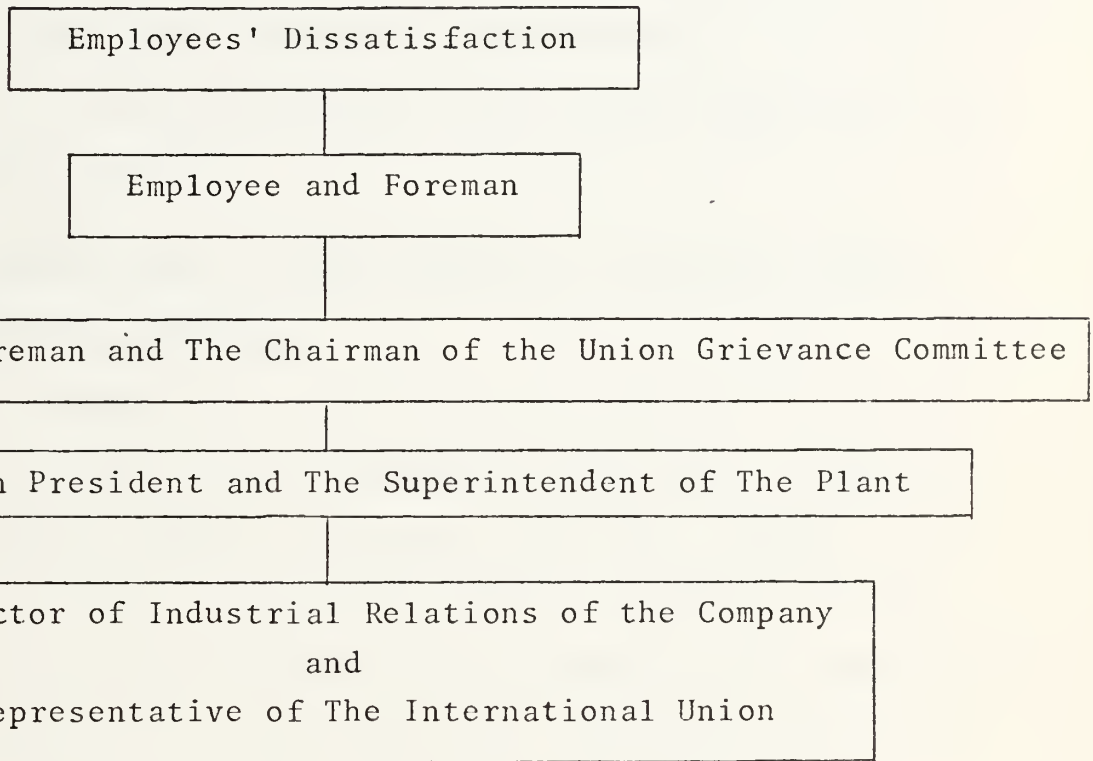 Employees' Dissatisfaction
Employee and Foreman
reman and The Chairman of the Union Grievance Committee
n President and The Superintendent of The Plant
ctor of Industrial Relations of the Company
and
epresentative of The International Union